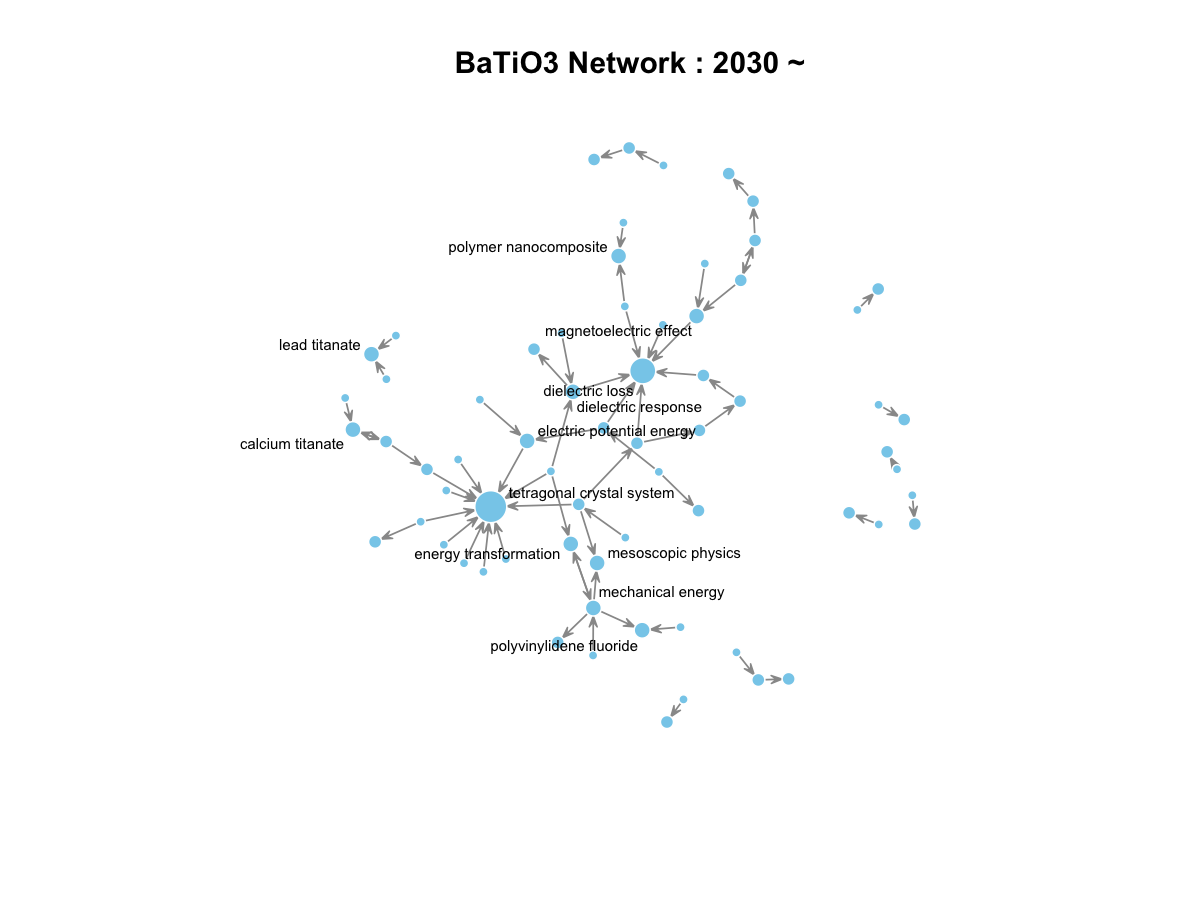 BaTiO3 Network : 2030 ~
polymer nanocomposite
magnetoelectric effect
lead titanate
dielectric loss
dielectric response
electric potential energy
calcium titanate
tetragonal crystal system
energy transformation
mesoscopic physics
mechanical energy
polyvinylidene fluoride